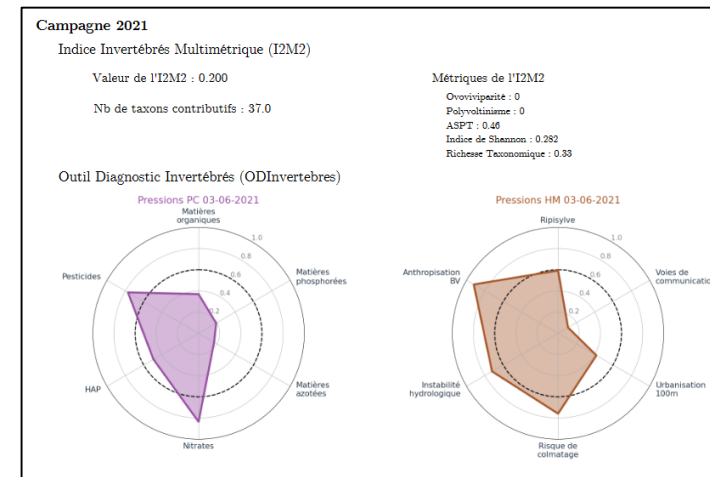 Campagne 2021
Indice Invertébrés Multimétrique (I2M2)
Valeur de l'I2M2 : 0.200
Nb de taxons contributifs : 37.0
Métriques de l'I2M2
Ovoviviparité : 0
Polyvoltinisme : 0
ASPT : 0.46
Indice de Shannon : 0.282
Richesse Taxonomique : 0.33
Outil Diagnostic Invertébrés (ODInvertebres)
Pressions PC 03-06-2021
Matières
organiques
1.0
0.8
0.6
0.4
0.2
Matières
phosphorées
Pesticides
HAP
Matières
azotées
Nitrates
Pressions HM 03-06-2021
Ripisylve
1.0
0.8
0.6
0.4
0.2
Anthropisation
BV
Voies de
communicatio
Instabilité
hydrologique
Urbanisation
100m
Risque de
colmatage